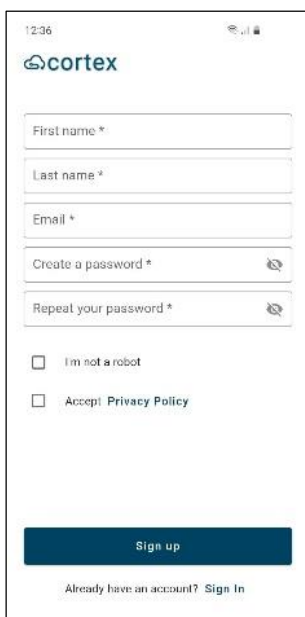 12:36
cortex
First name *
Last name *
Email *
Create a password *
Repeat your password *
I'm not a robot
Accept Privacy Policy
Sign up
Already have an account? Sign In